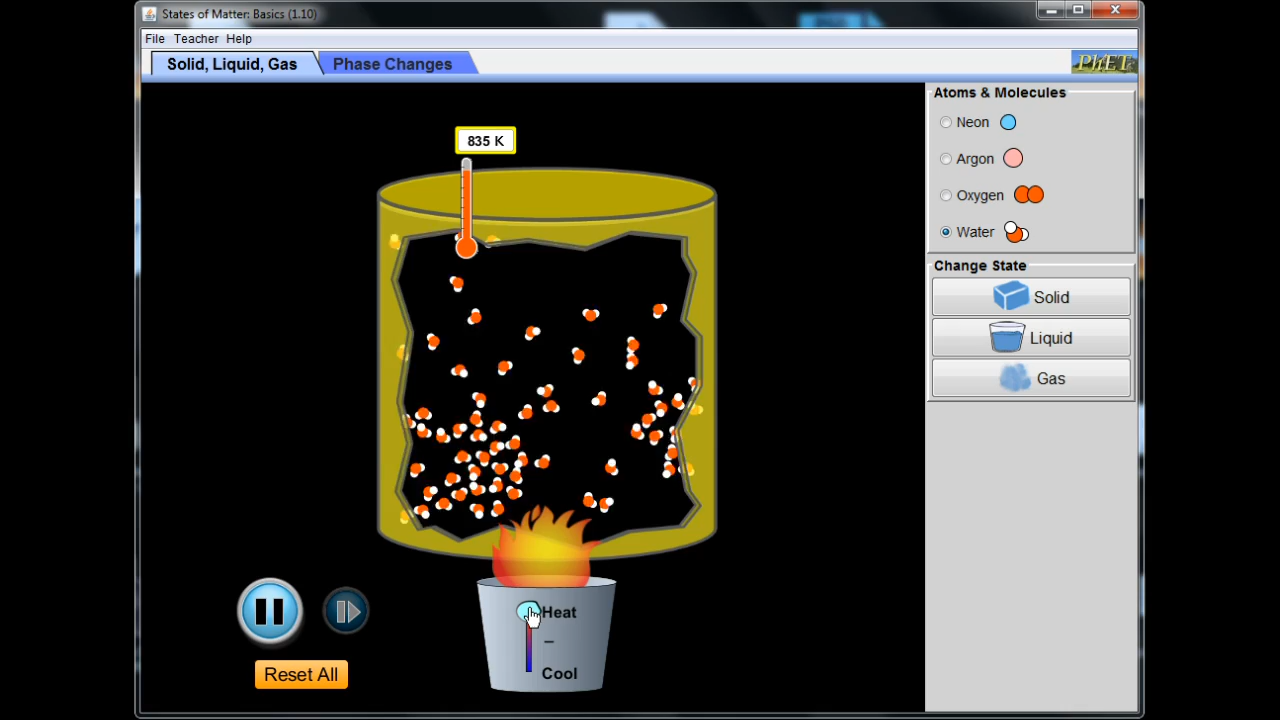 States of Matter: Basics (1.10)
File Teacher Help
Solid, Liquid, Gas Phase Changes
PhET
835 K
Atoms & Molecules
Neon
Argon
Oxygen
Water
Change State
Solid
Liquid
Gas
Heat
Cool
Reset All